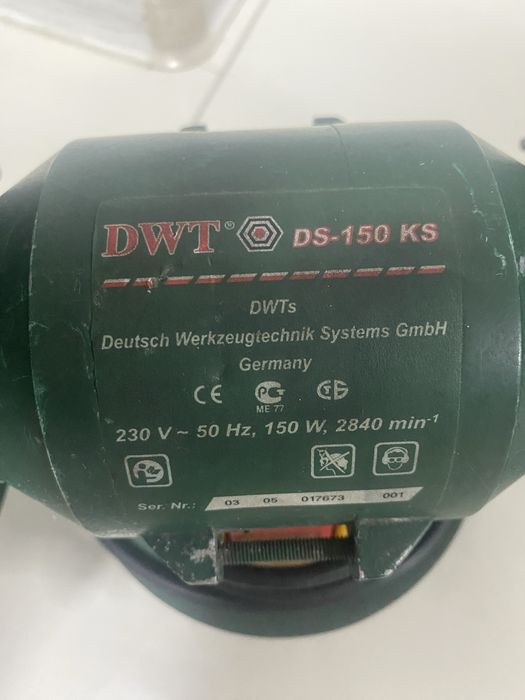 DWT® DS-150 KS
DWTs
Deutsch Werkzeugtechnik Systems GmbH
Germany
CE PCT
ME 77
230 V ~ 50 Hz, 150 W, 2840 min⁻¹
Ser. Nr.: 03 05 017673 001